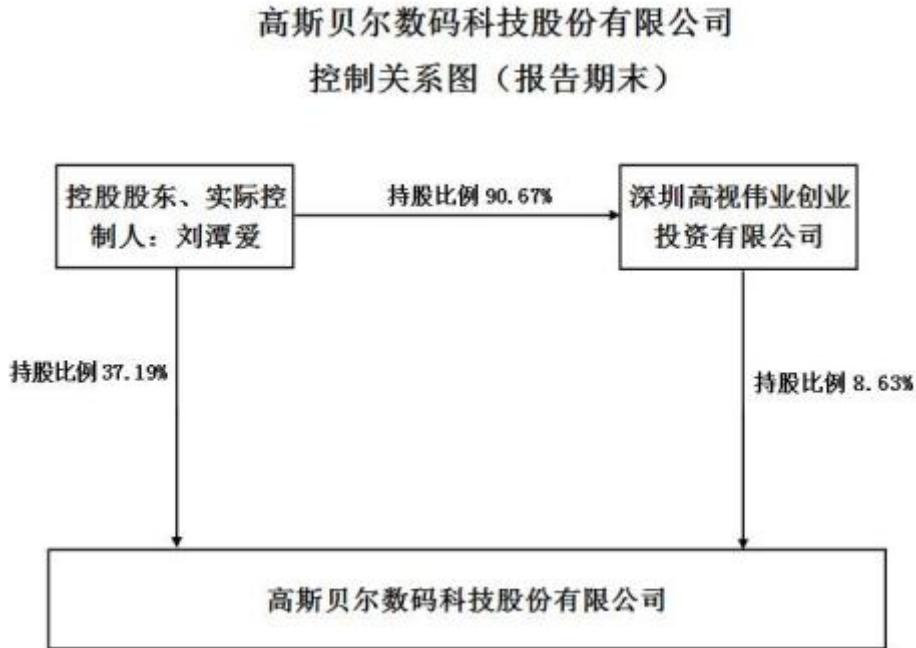 高斯贝尔数码科技股份有限公司
控制关系图（报告期末）
控股股东、实际控
制人：刘潭爱
持股比例 90.67%
深圳高视伟业创业
投资有限公司
持股比例 37.19%
持股比例 8.63%
高斯贝尔数码科技股份有限公司